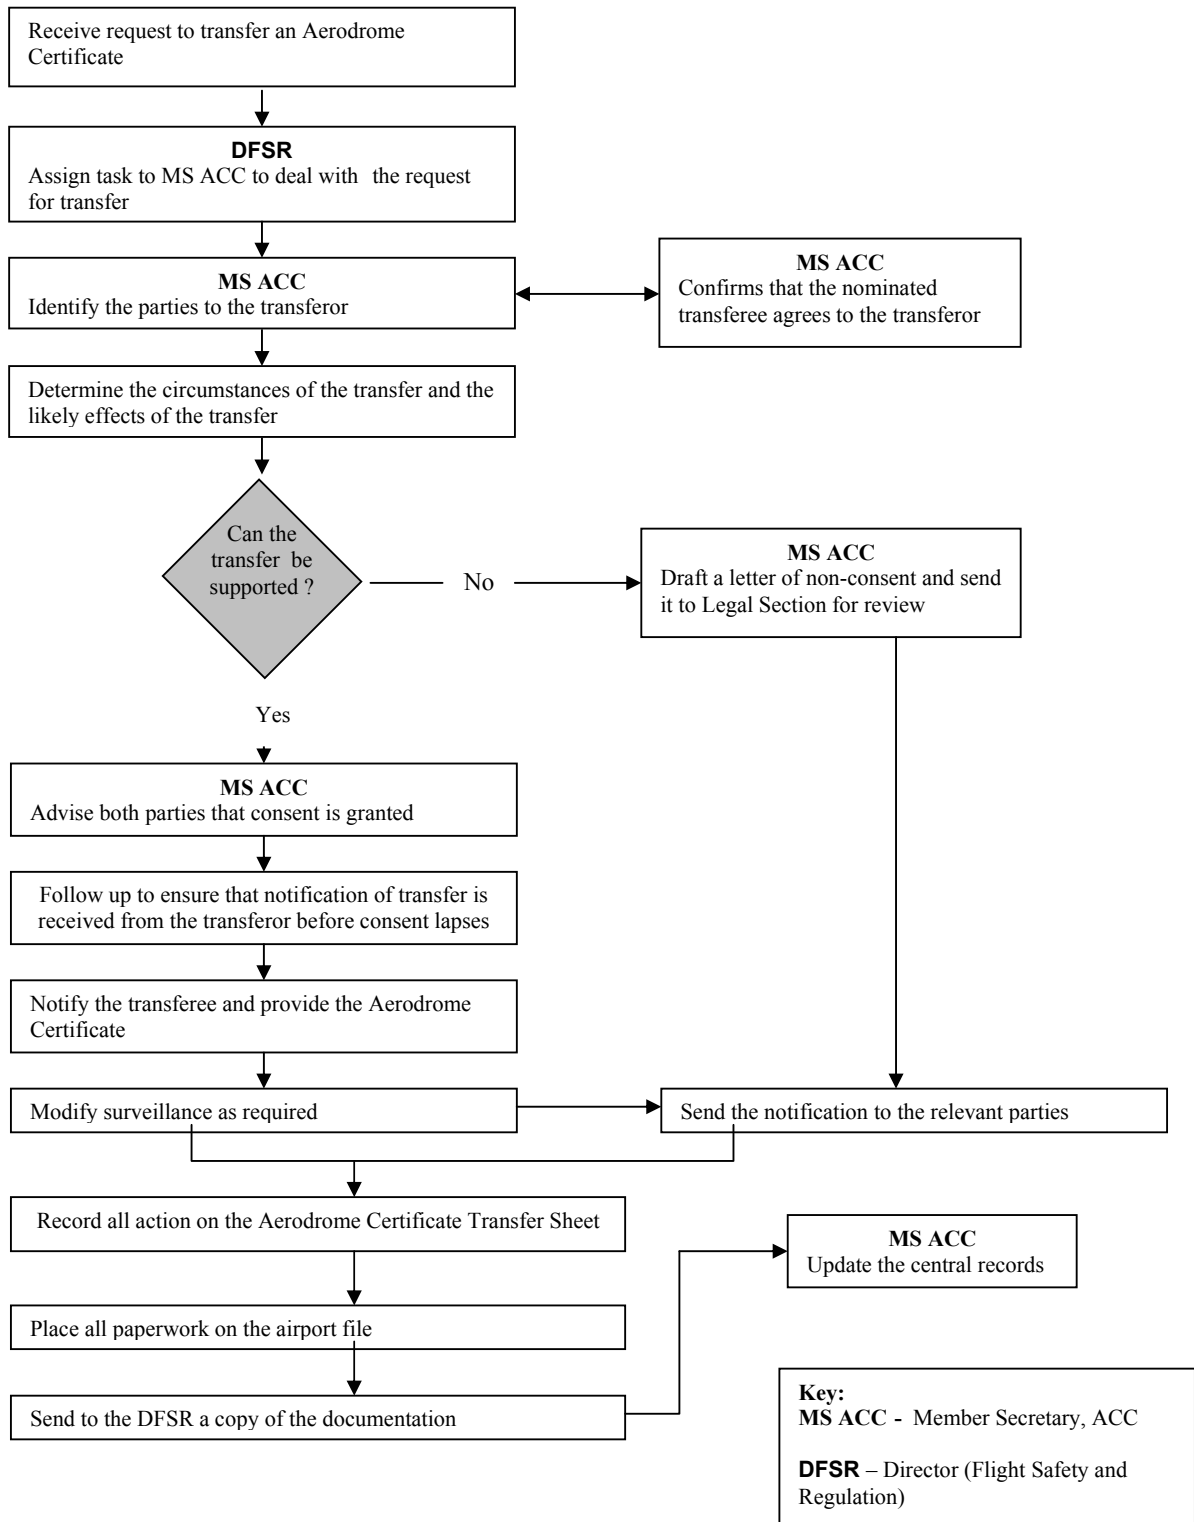 Receive request to transfer an Aerodrome
Certificate
DFSR
Assign task to MS ACC to deal with the request
for transfer
MS ACC
Identify the parties to the transferor
MS ACC
Confirms that the nominated
transferee agrees to the transferor
Determine the circumstances of the transfer and the
likely effects of the transfer
Can the
transfer be
supported ?
No
MS ACC
Draft a letter of non-consent and send
it to Legal Section for review
Yes
MS ACC
Advise both parties that consent is granted
Follow up to ensure that notification of transfer is
received from the transferor before consent lapses
Notify the transferee and provide the Aerodrome
Certificate
Modify surveillance as required
Send the notification to the relevant parties
Record all action on the Aerodrome Certificate Transfer Sheet
MS ACC
Update the central records
Place all paperwork on the airport file
Send to the DFSR a copy of the documentation
Key:
MS ACC - Member Secretary, ACC
DFSR – Director (Flight Safety and
Regulation)